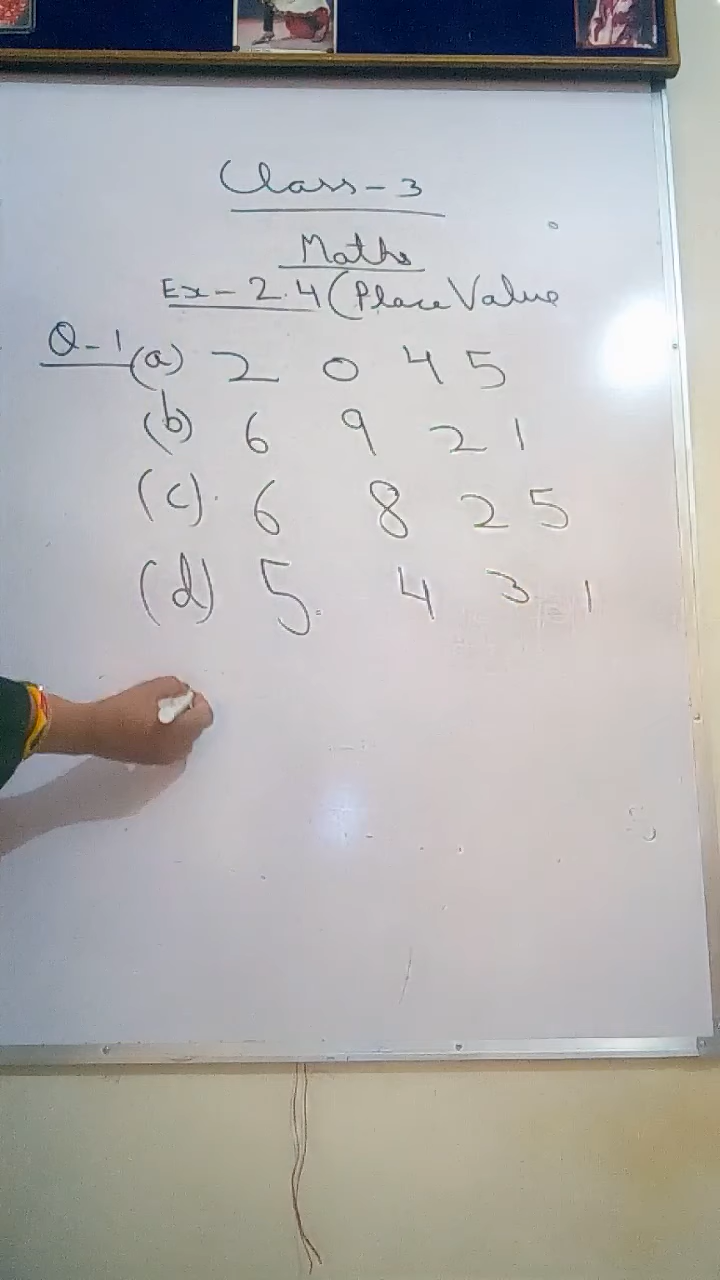 Class-3
Maths
Ex-2.4 (Place Value
Q-1 (a) 2 0 4 5
(b) 6 9 2 1
(c). 6 8 2 5
(d) 5. 4 3 1